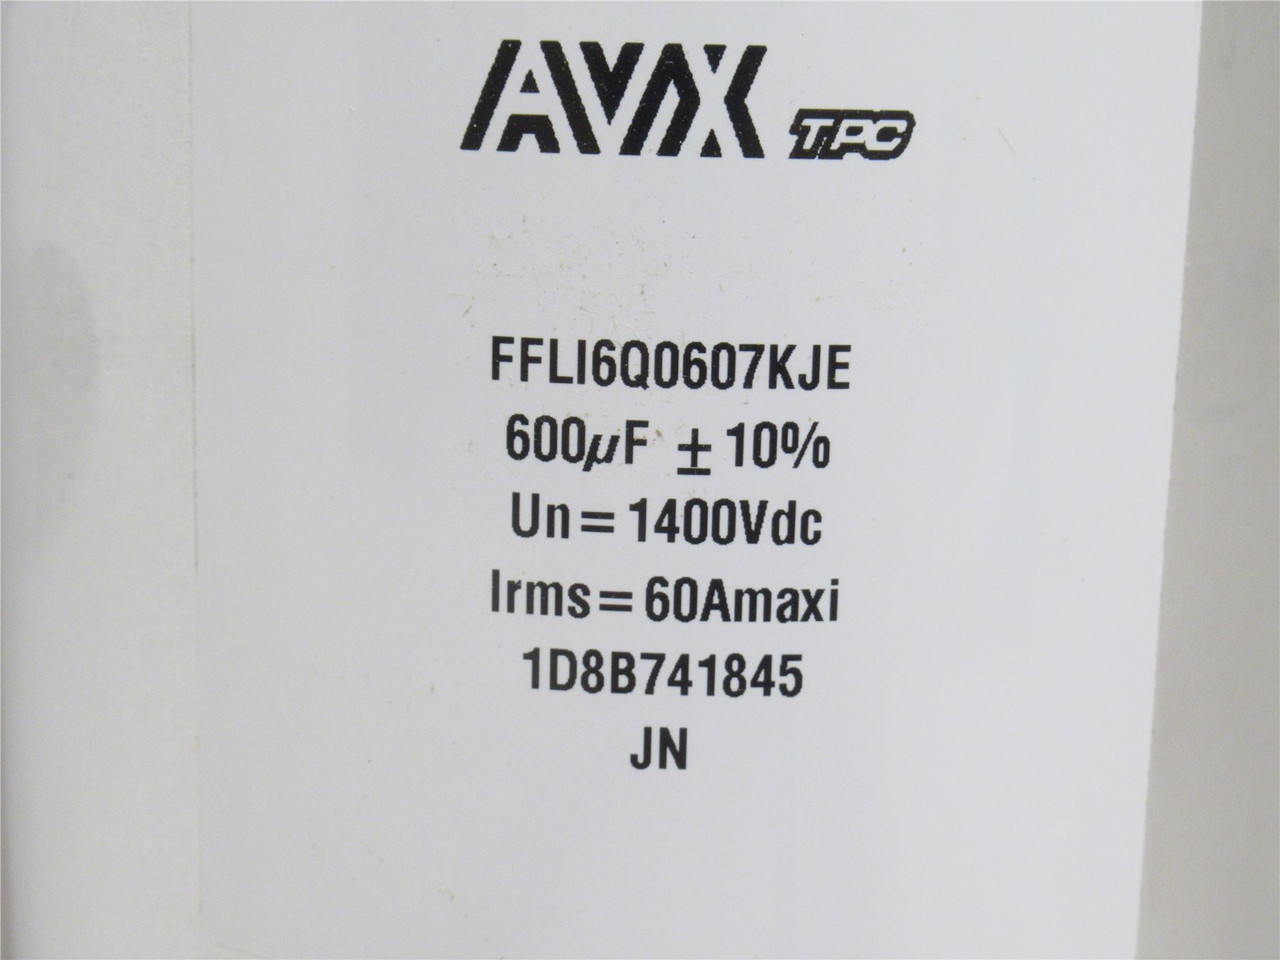 AVX TPC
FFLI6Q0607KJE
600µF ± 10%
Un = 1400Vdc
Irms = 60Amaxi
1D8B741845
JN